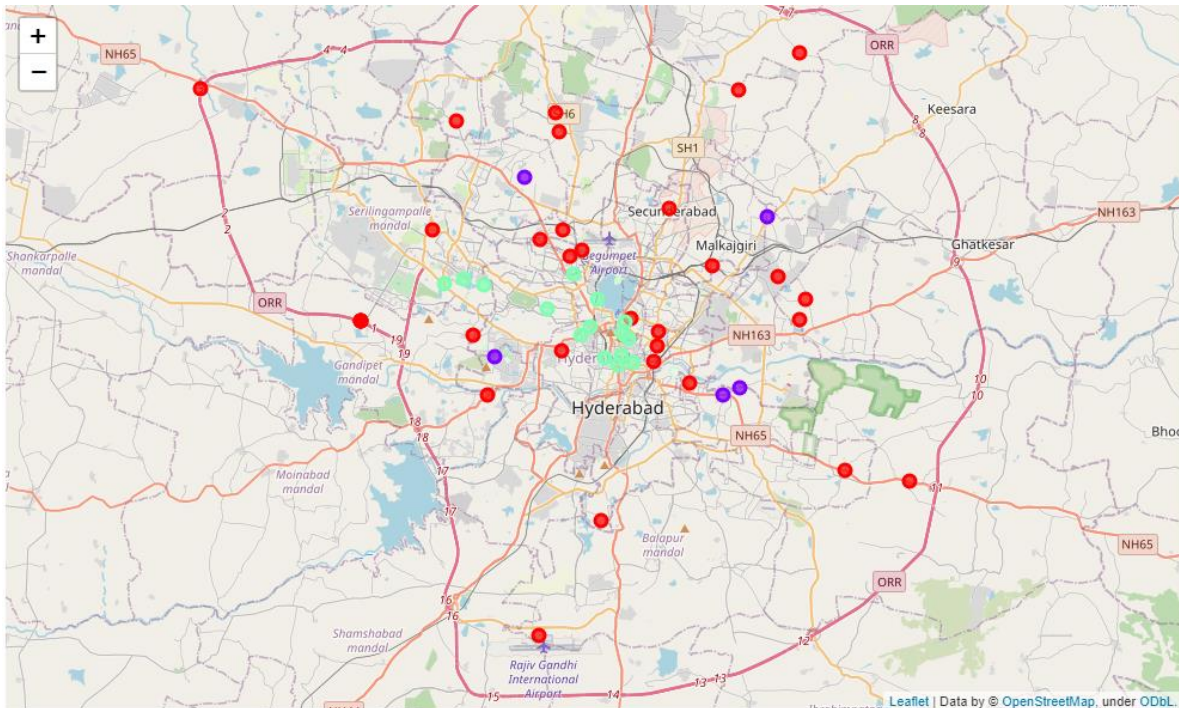 +
−
NH65
4
4
7
7
ORR
Keesara
8
8
NH6
SH1
Serilingampalle
mandal
Secunderabad
2
2
NH163
Shankarpalle
mandal
Malkajgiri
Ghatkesar
9
9
Begumpet
Airport
ORR
1
19
19
NH163
Gandipet
mandal
Hyderabad
10
10
Hyderabad
18
18
NH65
Bhoo
Moinabad
mandal
17
17
11
Balapur
mandal
NH65
ORR
16
16
Shamshabad
mandal
12
Rajiv Gandhi
International
Airport
13
13
15
14
Leaflet | Data by © OpenStreetMap, under ODbL.